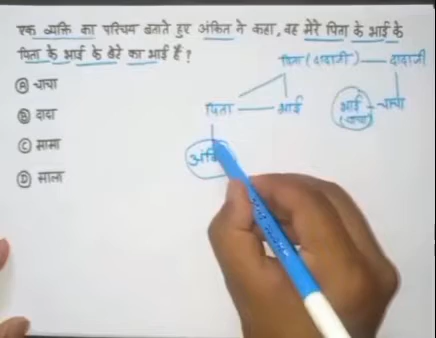 एक व्यक्ति का परिचय बताते हुए अंकित ने कहा, वह मेरे पिता के भाई के
पिता के भाई के बेटे का भाई है?
Ⓐ चाचा
Ⓑ दादा
Ⓒ मामा
Ⓓ साला
पिता (दादाजी) — दादाजी
पिता — भाई
भाई - चाचा
(चाचा)